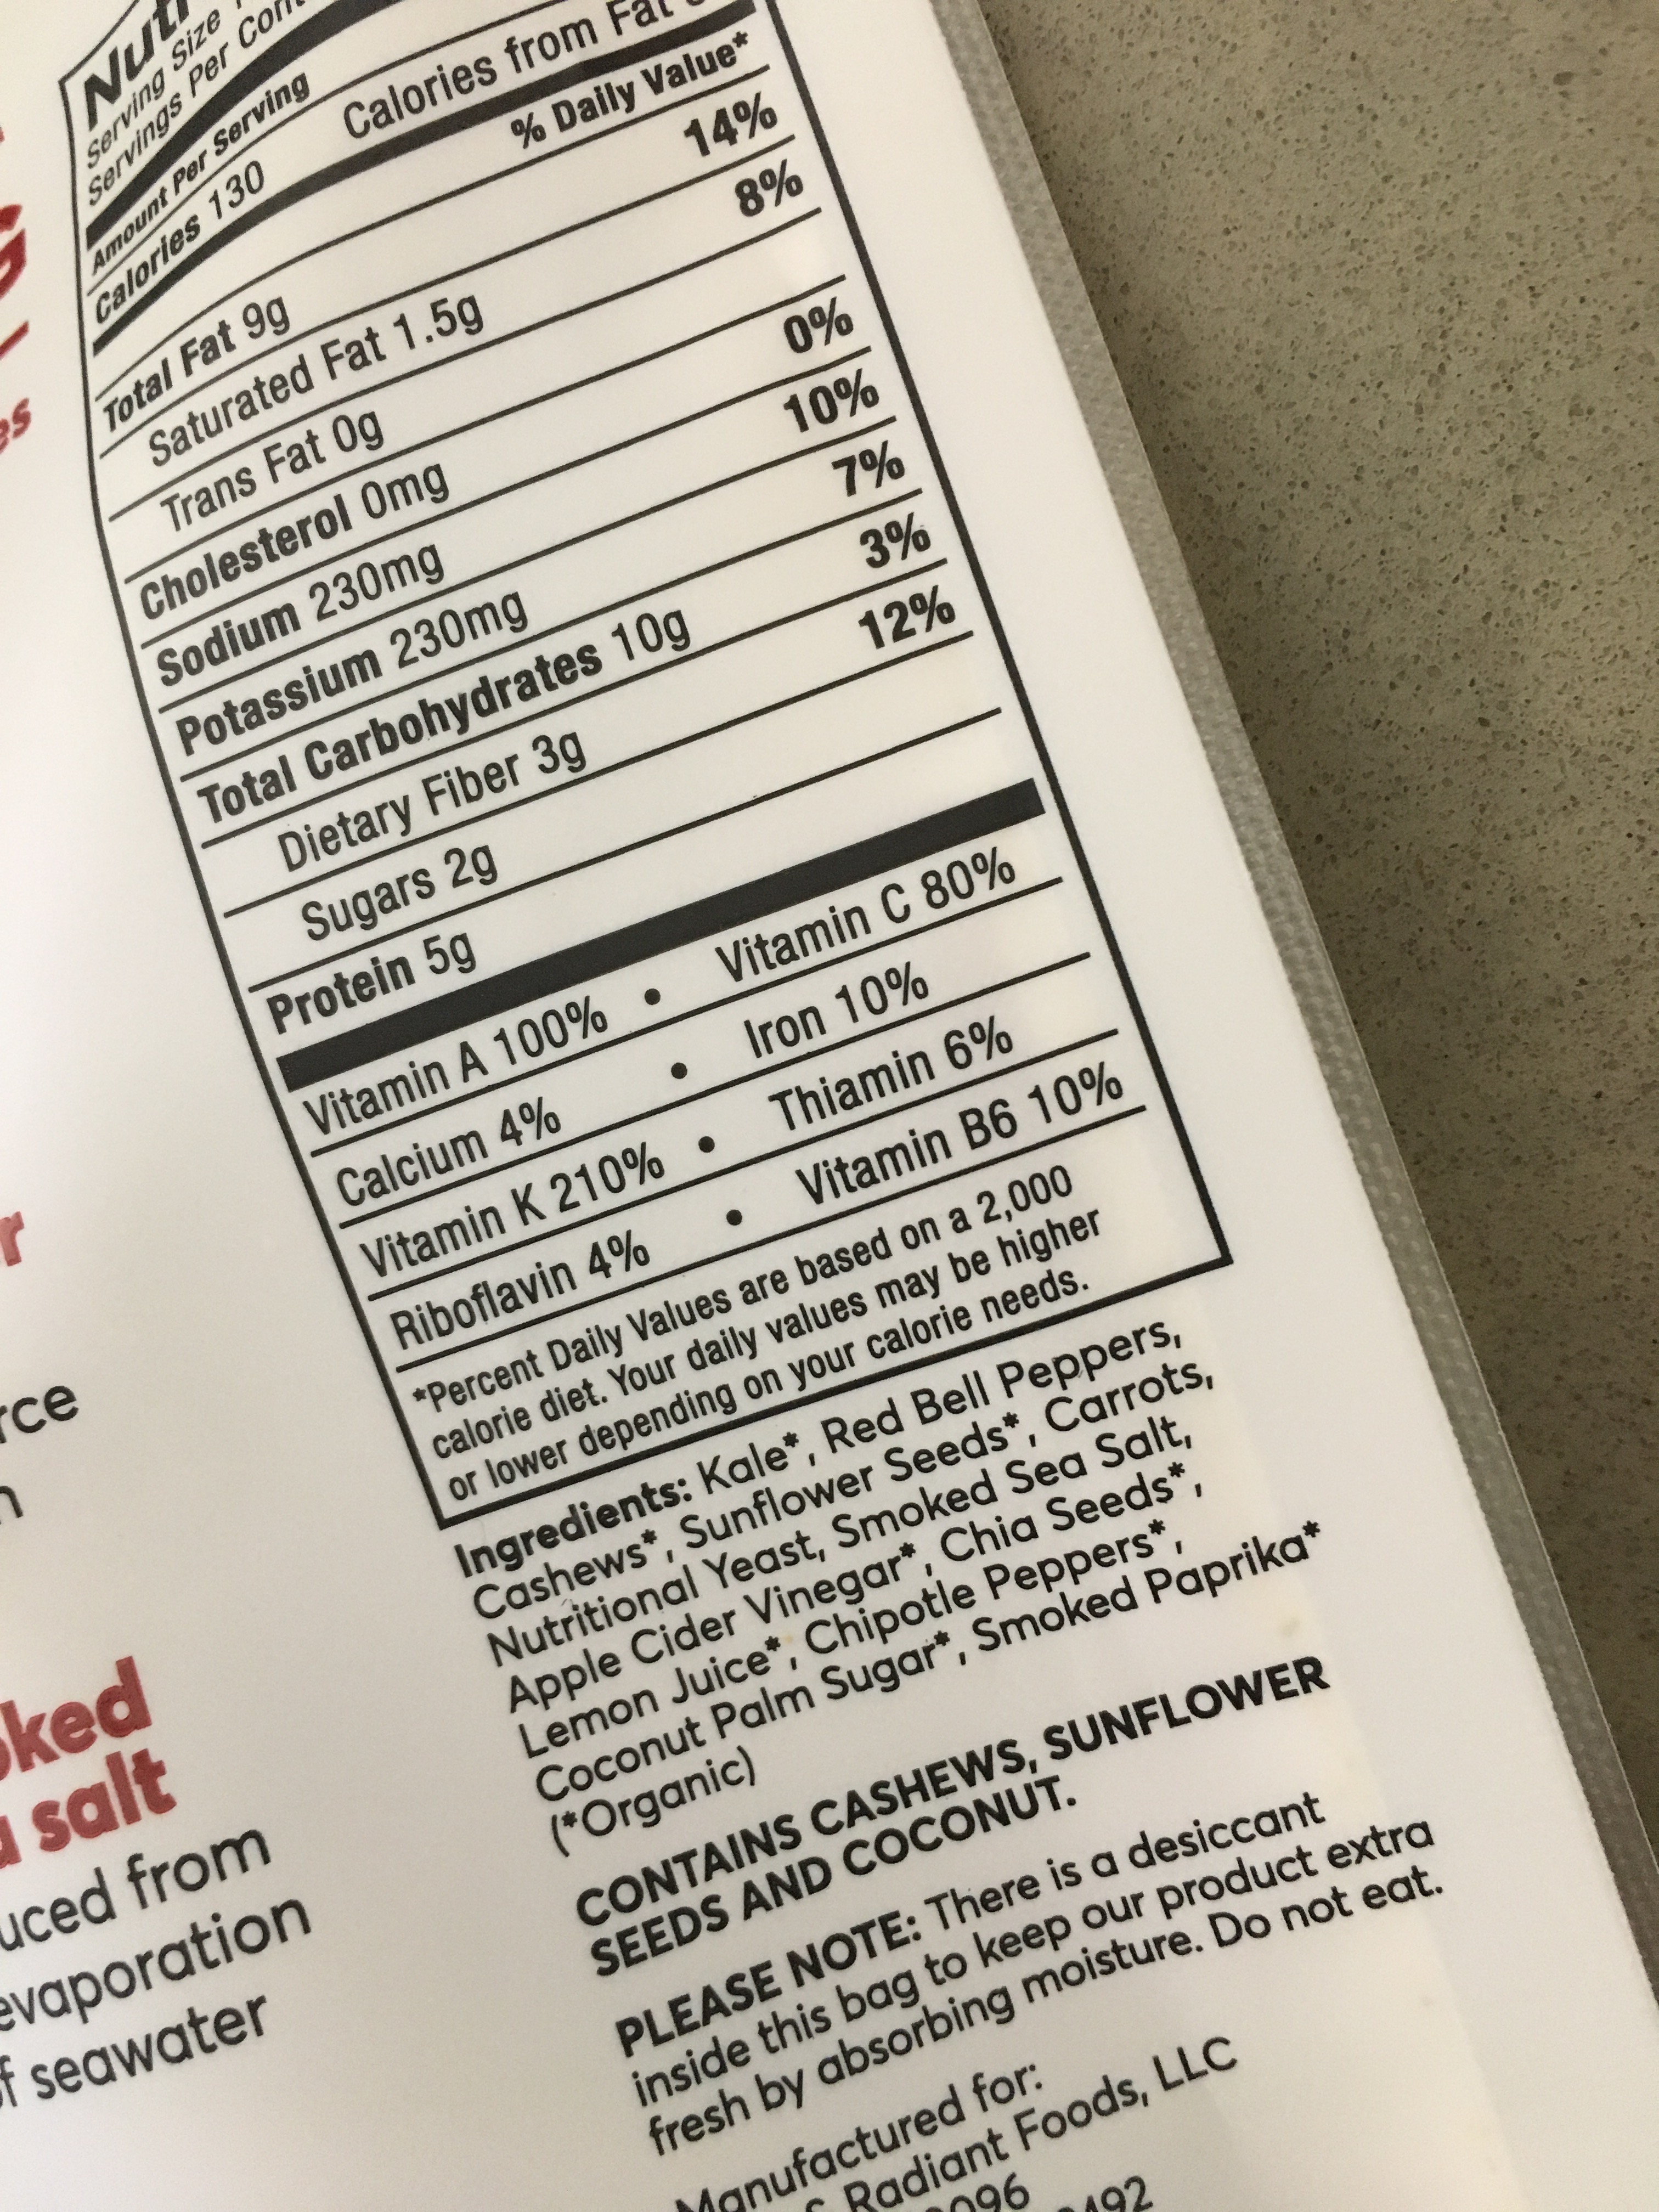 Serving Size
Servings Per
Amount Per Serving
Calories 130 Calories from Fat
% Daily Value*
Total Fat 9g 14%
Saturated Fat 1.5g 8%
Trans Fat 0g
Cholesterol 0mg 0%
Sodium 230mg 10%
Potassium 230mg 7%
Total Carbohydrates 10g 3%
Dietary Fiber 3g 12%
Sugars 2g
Protein 5g
Vitamin A 100% • Vitamin C 80%
Calcium 4% • Iron 10%
Vitamin K 210% • Thiamin 6%
Riboflavin 4% • Vitamin B6 10%
*Percent Daily Values are based on a 2,000
calorie diet. Your daily values may be higher
or lower depending on your calorie needs.
Ingredients: Kale*, Red Bell Peppers,
Cashews*, Sunflower Seeds*, Carrots,
Nutritional Yeast, Smoked Sea Salt,
Apple Cider Vinegar*, Chia Seeds*,
Lemon Juice*, Chipotle Peppers*,
Coconut Palm Sugar*, Smoked Paprika*
(*Organic)
CONTAINS CASHEWS, SUNFLOWER
SEEDS AND COCONUT.
PLEASE NOTE: There is a desiccant
inside this bag to keep our product extra
fresh by absorbing moisture. Do not eat.
Manufactured for:
& Radiant Foods, LLC
salt
from
evaporation
seawater